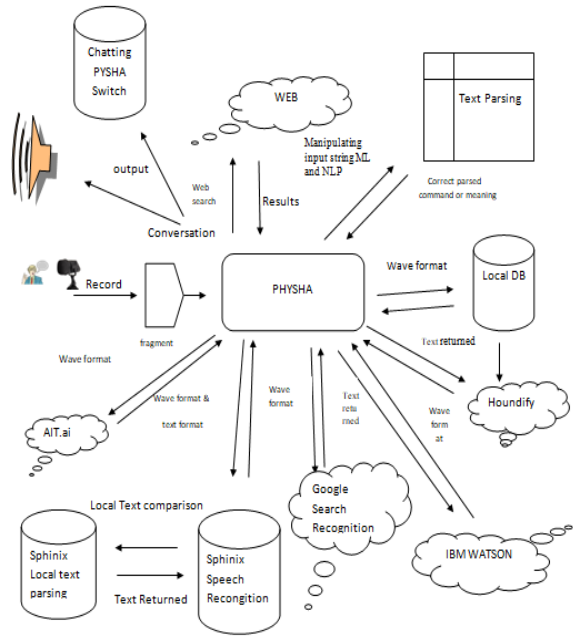 Chatting
PYSHA
Switch
WEB
Text Parsing
Manipulating
input string ML
and NLP
output
Web
search
Results
Correct parsed
command or meaning
Conversation
Record
fragment
PHYSHA
Wave format
Local DB
Text returned
Wave format
Wave format &
text format
Wave
format
Text
retu
rned
Wave
form
at
Houndify
AIT.ai
Local Text comparison
Google
Search
Recognition
Sphinix
Local text
parsing
Text Returned
Sphinix
Speech
Recongition
IBM WATSON